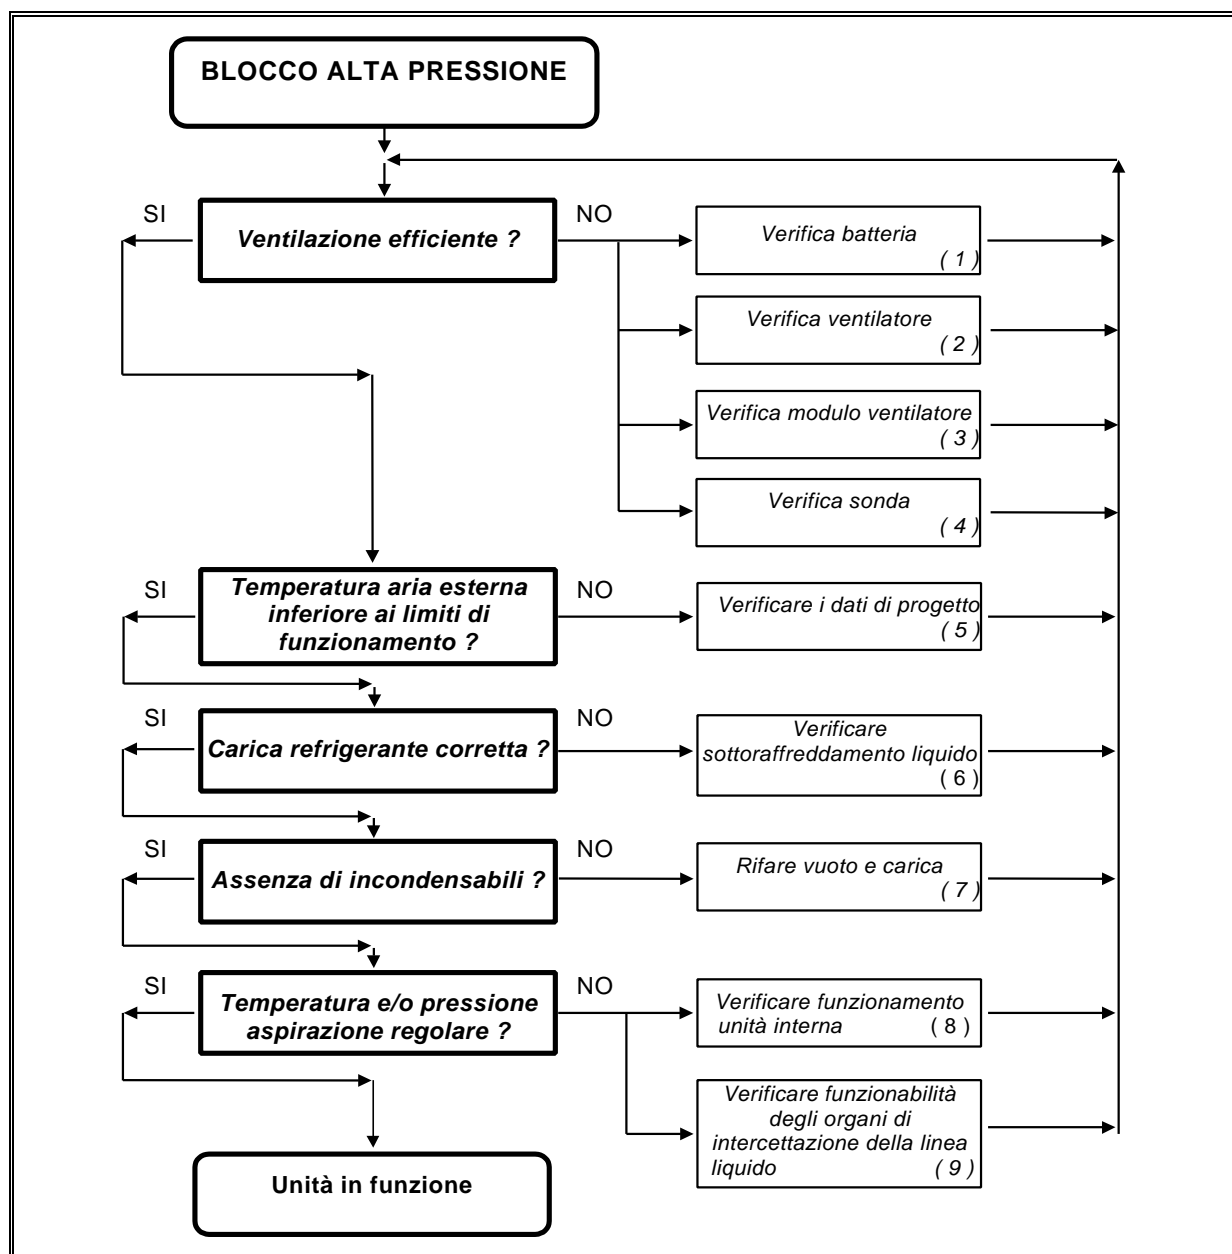 BLOCCO ALTA PRESSIONE
SI
Ventilazione efficiente ?
NO
Verifica batteria
( 1 )
Verifica ventilatore
( 2 )
Verifica modulo ventilatore
( 3 )
Verifica sonda
( 4 )
SI
Temperatura aria esterna
inferiore ai limiti di
funzionamento ?
NO
Verificare i dati di progetto
( 5 )
SI
Carica refrigerante corretta ?
NO
Verificare
sottoraffreddamento liquido
( 6 )
SI
Assenza di incondensabili ?
NO
Rifare vuoto e carica
( 7 )
SI
Temperatura e/o pressione
aspirazione regolare ?
NO
Verificare funzionamento
unità interna ( 8 )
Verificare funzionabilità
degli organi di
intercettazione della linea
liquido ( 9 )
Unità in funzione